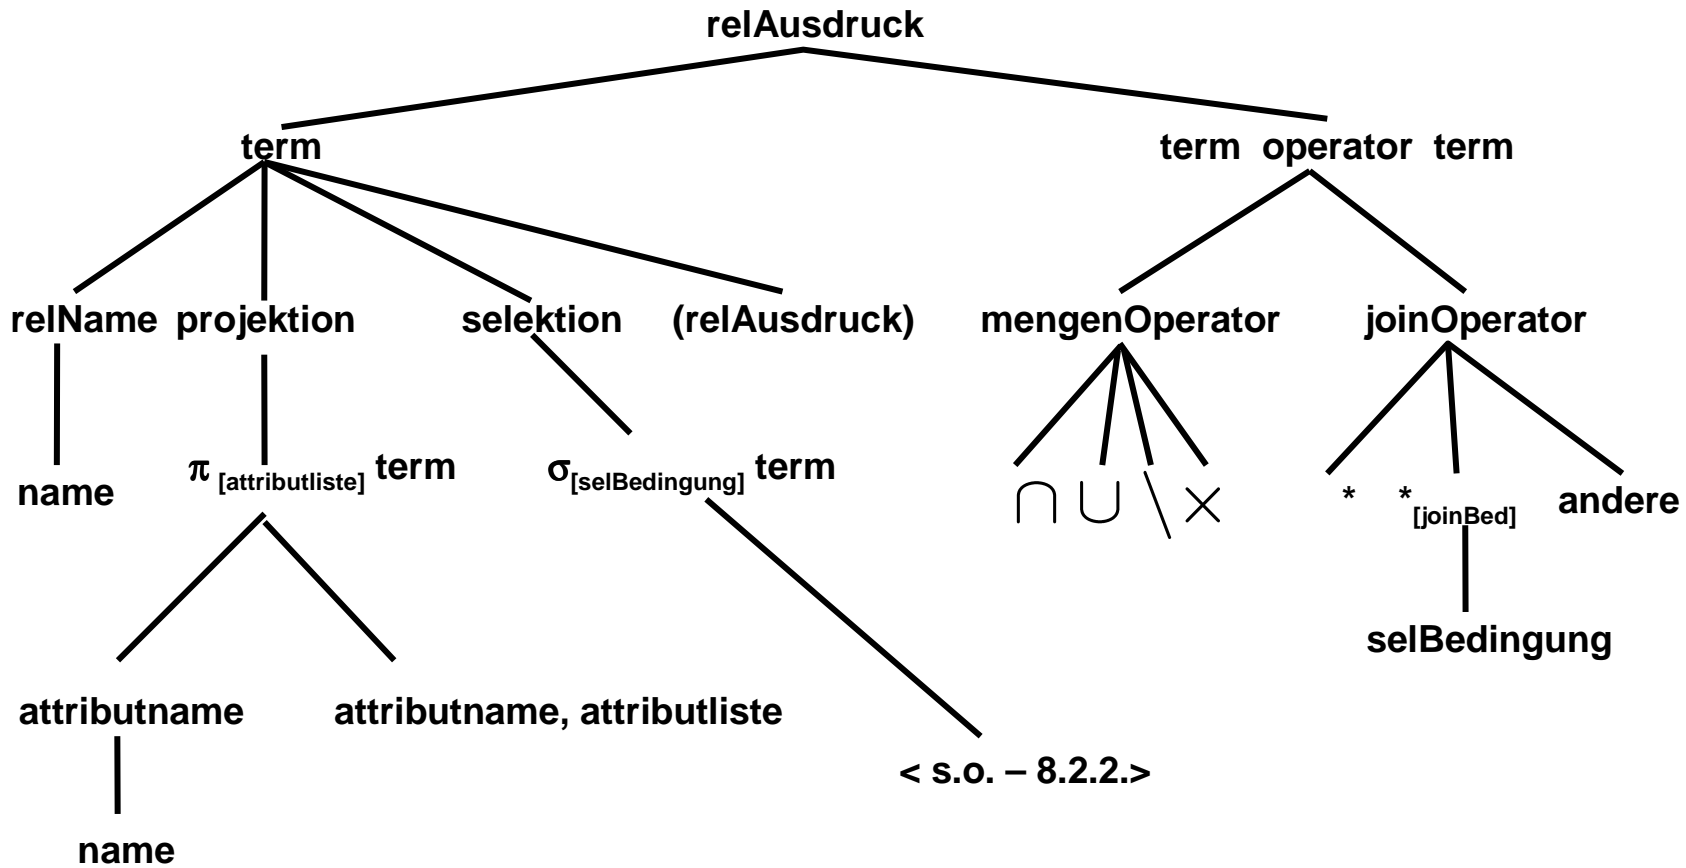 relAusdruck
term
term operator term
relName projektion selektion (relAusdruck) mengenOperator joinOperator
name π [attributliste] term σ[selBedingung] term ∩ ∪ \ × * *[joinBed] andere
selBedingung
attributname attributname, attributliste
< s.o. – 8.2.2.>
name